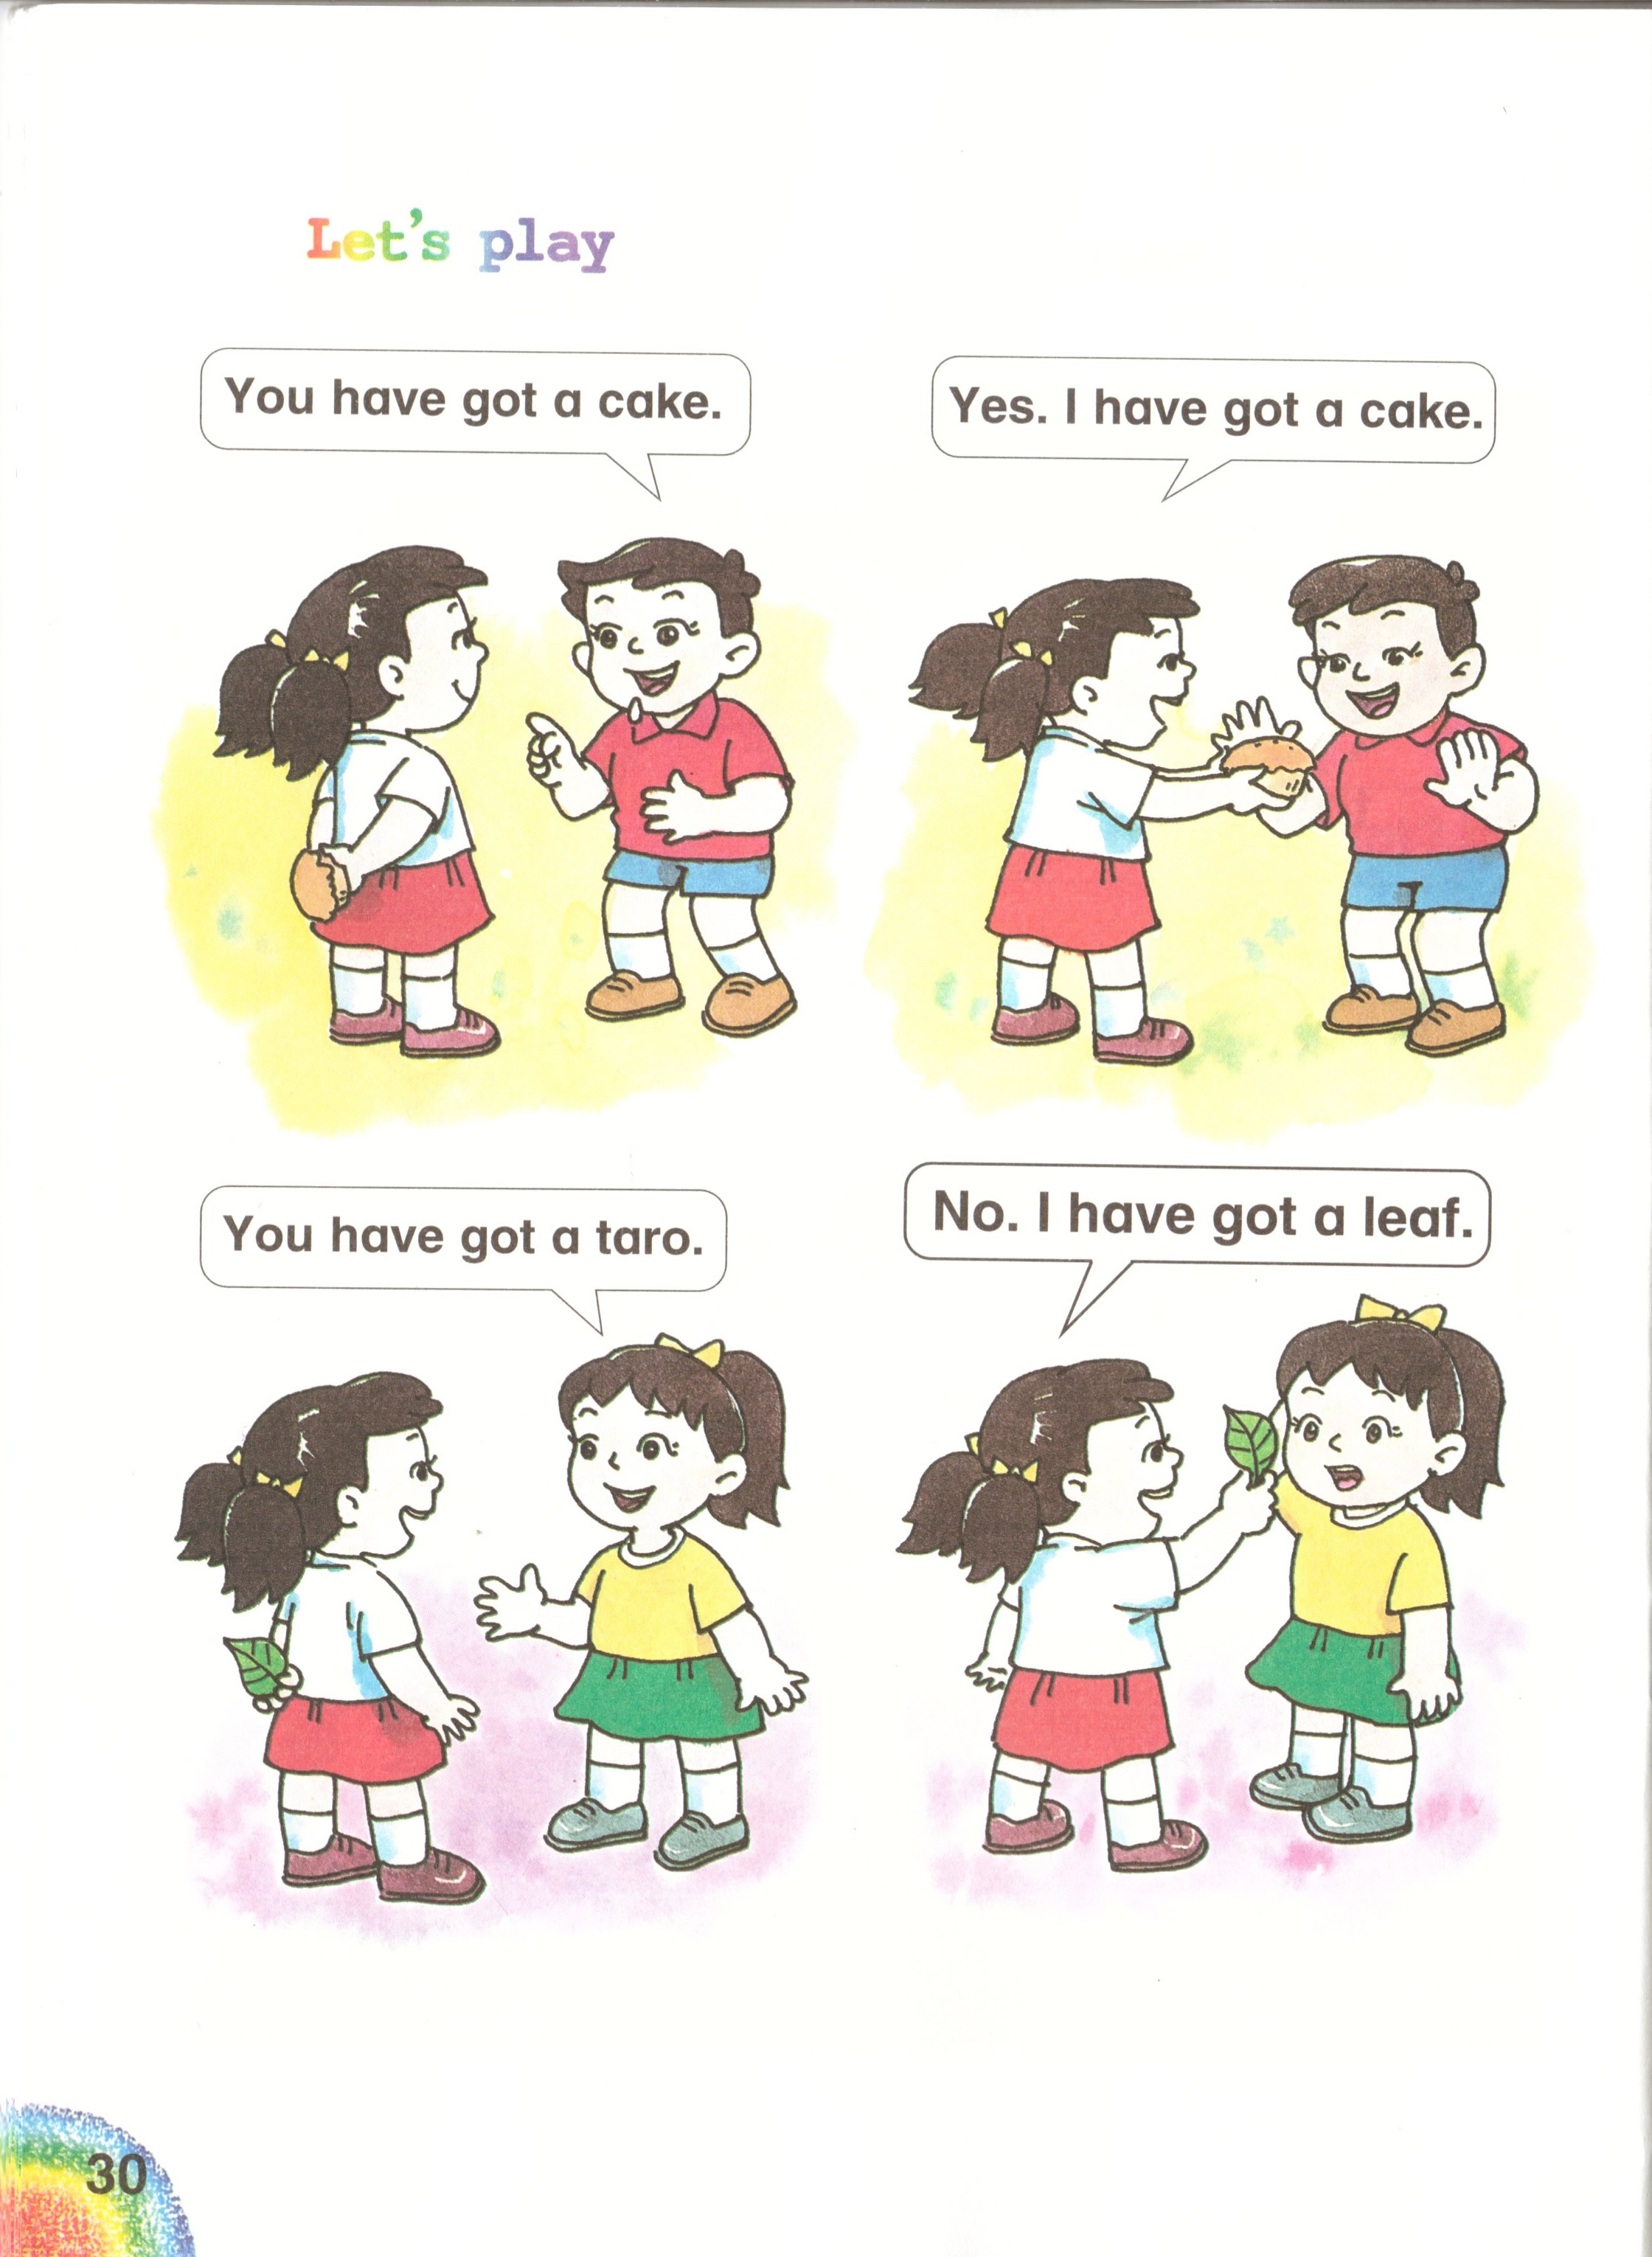 Let's play
You have got a cake.
Yes. I have got a cake.
You have got a taro.
No. I have got a leaf.
30